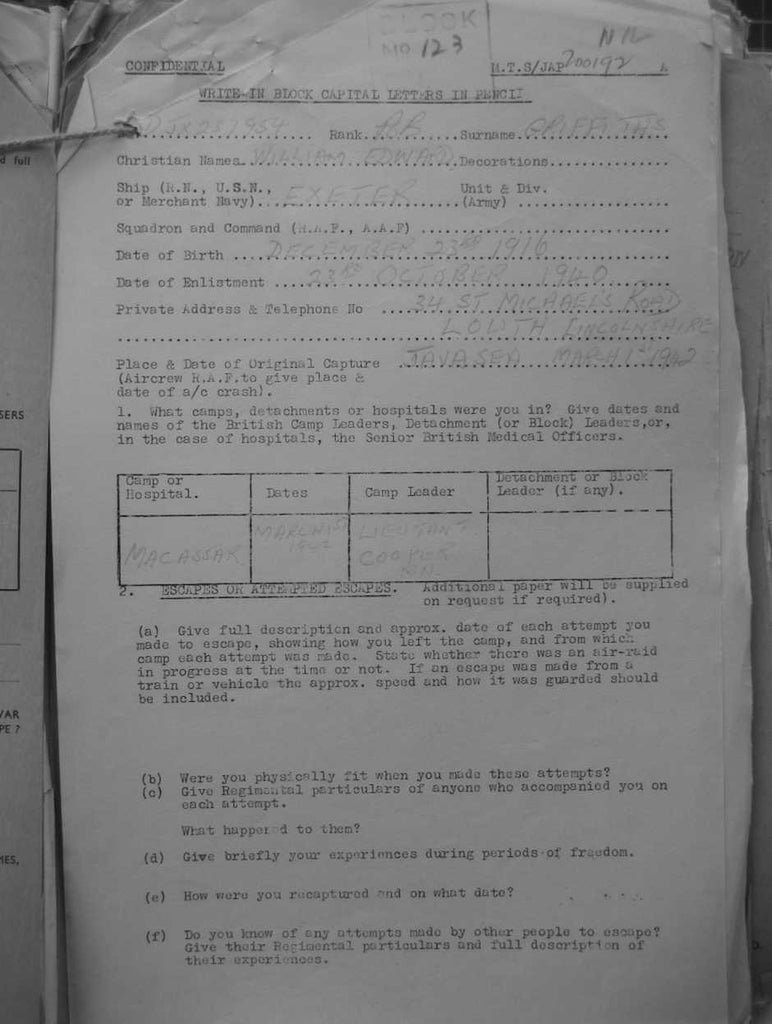 BLOCK
NO 123
NIL
CONFIDENTIAL M.T.S/JAP 200192 A
WRITE IN BLOCK CAPITAL LETTERS IN PENCIL
Rank. Surname. GRIFFITHS
Christian Names. WILLIAM EDWARD Decorations
Ship (R.N., U.S.N., Unit & Div.
or Merchant Navy) EXETER (Army)
Squadron and Command (R.A.F., A.A.F)
Date of Birth DECEMBER 23RD 1916
Date of Enlistment 23RD OCTOBER 1940
Private Address & Telephone No 34 ST MICHAELS ROAD
LOUTH LINCOLNSHIRE
Place & Date of Original Capture JAVA SEA MARCH 1ST 1942
(Aircrew R.A.F. to give place &
date of a/c crash).
1. What camps, detachments or hospitals were you in? Give dates and
names of the British Camp Leaders, Detachment (or Block) Leaders,or,
in the case of hospitals, the Senior British Medical Officers.
Camp or Hospital. Dates Camp Leader Detachment or Block Leader (if any).
MACASSAR MARCH 1ST 1942 LIEUTANT COOPER RN
2. ESCAPES OR ATTEMPTED ESCAPES. Additional paper will be supplied
on request if required).
(a) Give full description and approx. date of each attempt you
made to escape, showing how you left the camp, and from which
camp each attempt was made. State whether there was an air-raid
in progress at the time or not. If an escape was made from a
train or vehicle the approx. speed and how it was guarded should
be included.
(b) Were you physically fit when you made these attempts?
(c) Give Regimental particulars of anyone who accompanied you on
each attempt.
What happened to them?
(d) Give briefly your experiences during periods of freedom.
(e) How were you recaptured and on what date?
(f) Do you know of any attempts made by other people to escape?
Give their Regimental particulars and full description of
their experiences.
d full
SERS
WAR
PE ?
MES,